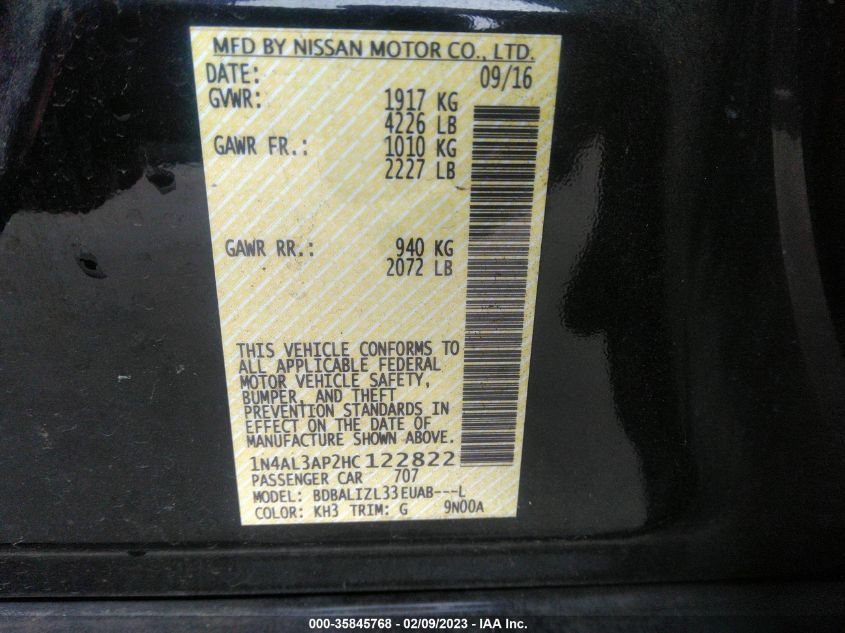 MFD BY NISSAN MOTOR CO., LTD.
DATE: 09/16
GVWR: 1917 KG
4226 LB
GAWR FR.: 1010 KG
2227 LB
GAWR RR.: 940 KG
2072 LB
THIS VEHICLE CONFORMS TO
ALL APPLICABLE FEDERAL
MOTOR VEHICLE SAFETY,
BUMPER, AND THEFT
PREVENTION STANDARDS IN
EFFECT ON THE DATE OF
MANUFACTURE SHOWN ABOVE.
1N4AL3AP2HC122822
PASSENGER CAR 707
MODEL: BDBALIZL33EUAB---L
COLOR: KH3 TRIM: G 9N00A
000-35845768 - 02/09/2023 - IAA Inc.